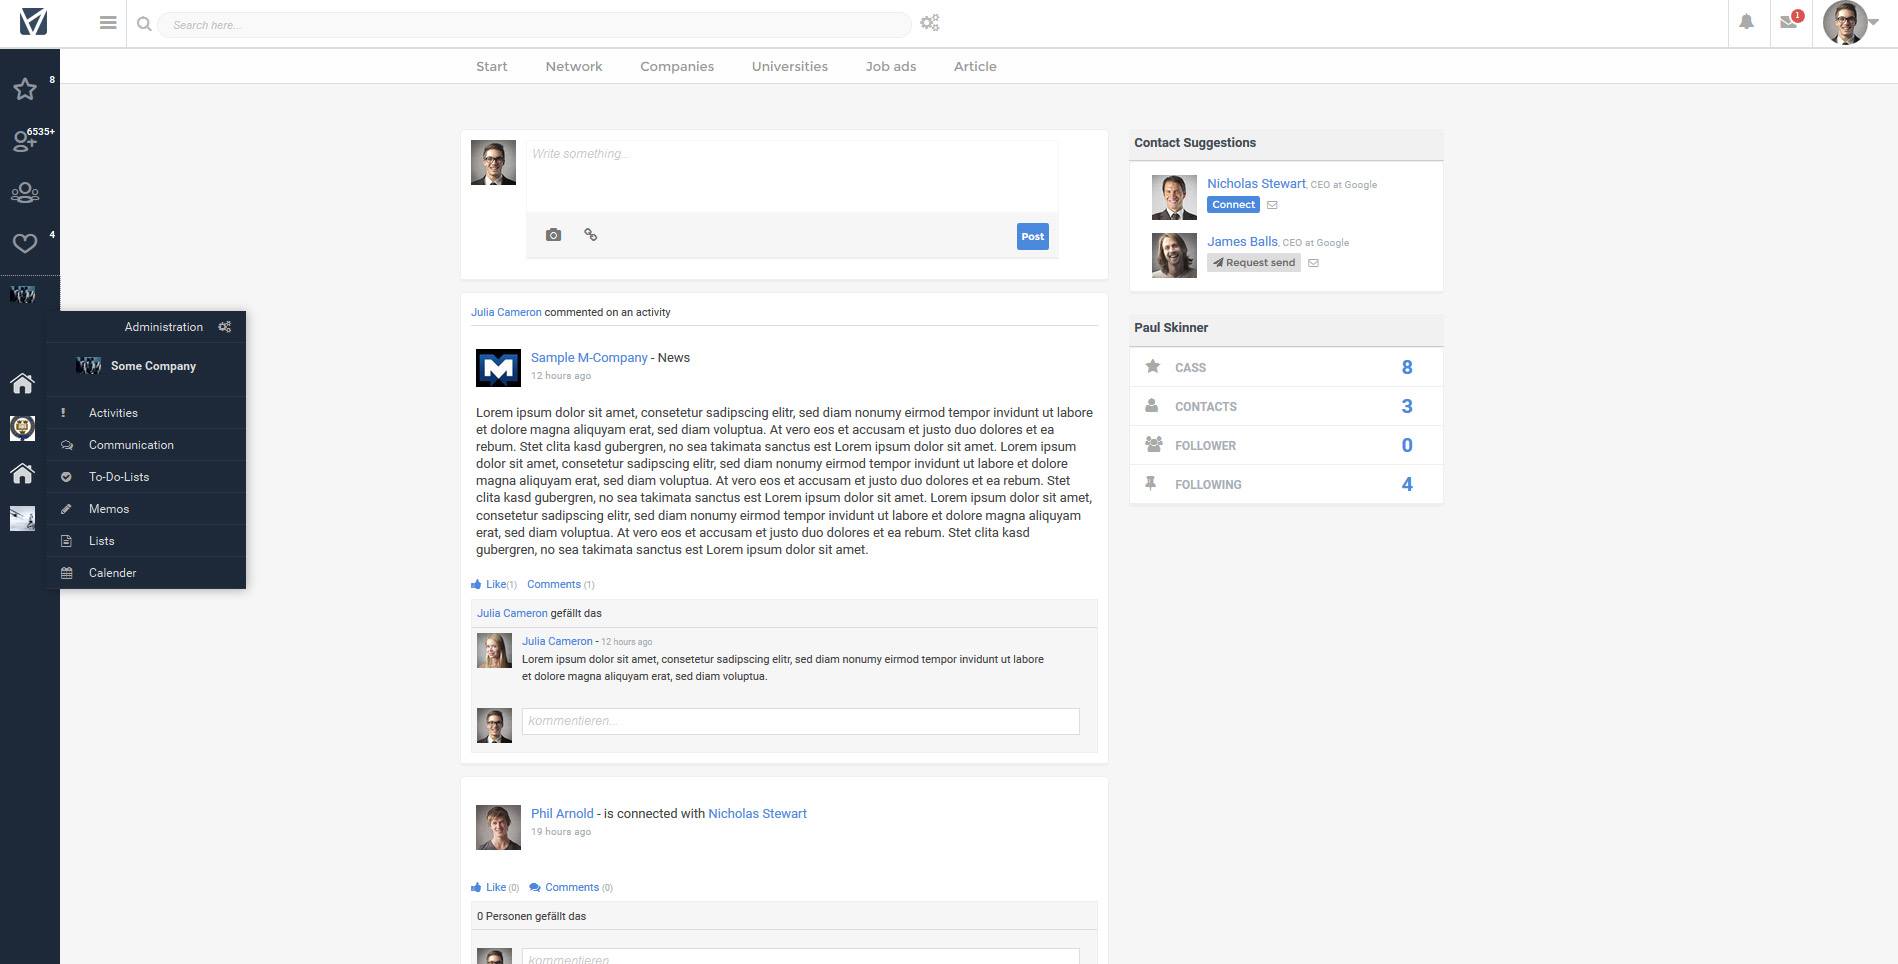 Search here...
1
Start Network Companies Universities Job ads Article
8
6535+
4
Administration
Some Company
Activities
Communication
To-Do-Lists
Memos
Lists
Calender
Write something...
Post
Julia Cameron commented on an activity
Sample M-Company - News
12 hours ago
Lorem ipsum dolor sit amet, consetetur sadipscing elitr, sed diam nonumy eirmod tempor invidunt ut labore
et dolore magna aliquyam erat, sed diam voluptua. At vero eos et accusam et justo duo dolores et ea
rebum. Stet clita kasd gubergren, no sea takimata sanctus est Lorem ipsum dolor sit amet. Lorem ipsum
dolor sit amet, consetetur sadipscing elitr, sed diam nonumy eirmod tempor invidunt ut labore et dolore
magna aliquyam erat, sed diam voluptua. At vero eos et accusam et justo duo dolores et ea rebum. Stet
clita kasd gubergren, no sea takimata sanctus est Lorem ipsum dolor sit amet. Lorem ipsum dolor sit amet,
consetetur sadipscing elitr, sed diam nonumy eirmod tempor invidunt ut labore et dolore magna aliquyam
erat, sed diam voluptua. At vero eos et accusam et justo duo dolores et ea rebum. Stet clita kasd
gubergren, no sea takimata sanctus est Lorem ipsum dolor sit amet.
Like(1) Comments (1)
Julia Cameron gefällt das
Julia Cameron - 12 hours ago
Lorem ipsum dolor sit amet, consetetur sadipscing elitr, sed diam nonumy eirmod tempor invidunt ut labore
et dolore magna aliquyam erat, sed diam voluptua.
kommentieren...
Phil Arnold - is connected with Nicholas Stewart
19 hours ago
Like (0) Comments (0)
0 Personen gefällt das
kommentieren...
Contact Suggestions
Nicholas Stewart, CEO at Google
Connect
James Balls, CEO at Google
Request send
Paul Skinner
CASS 8
CONTACTS 3
FOLLOWER 0
FOLLOWING 4